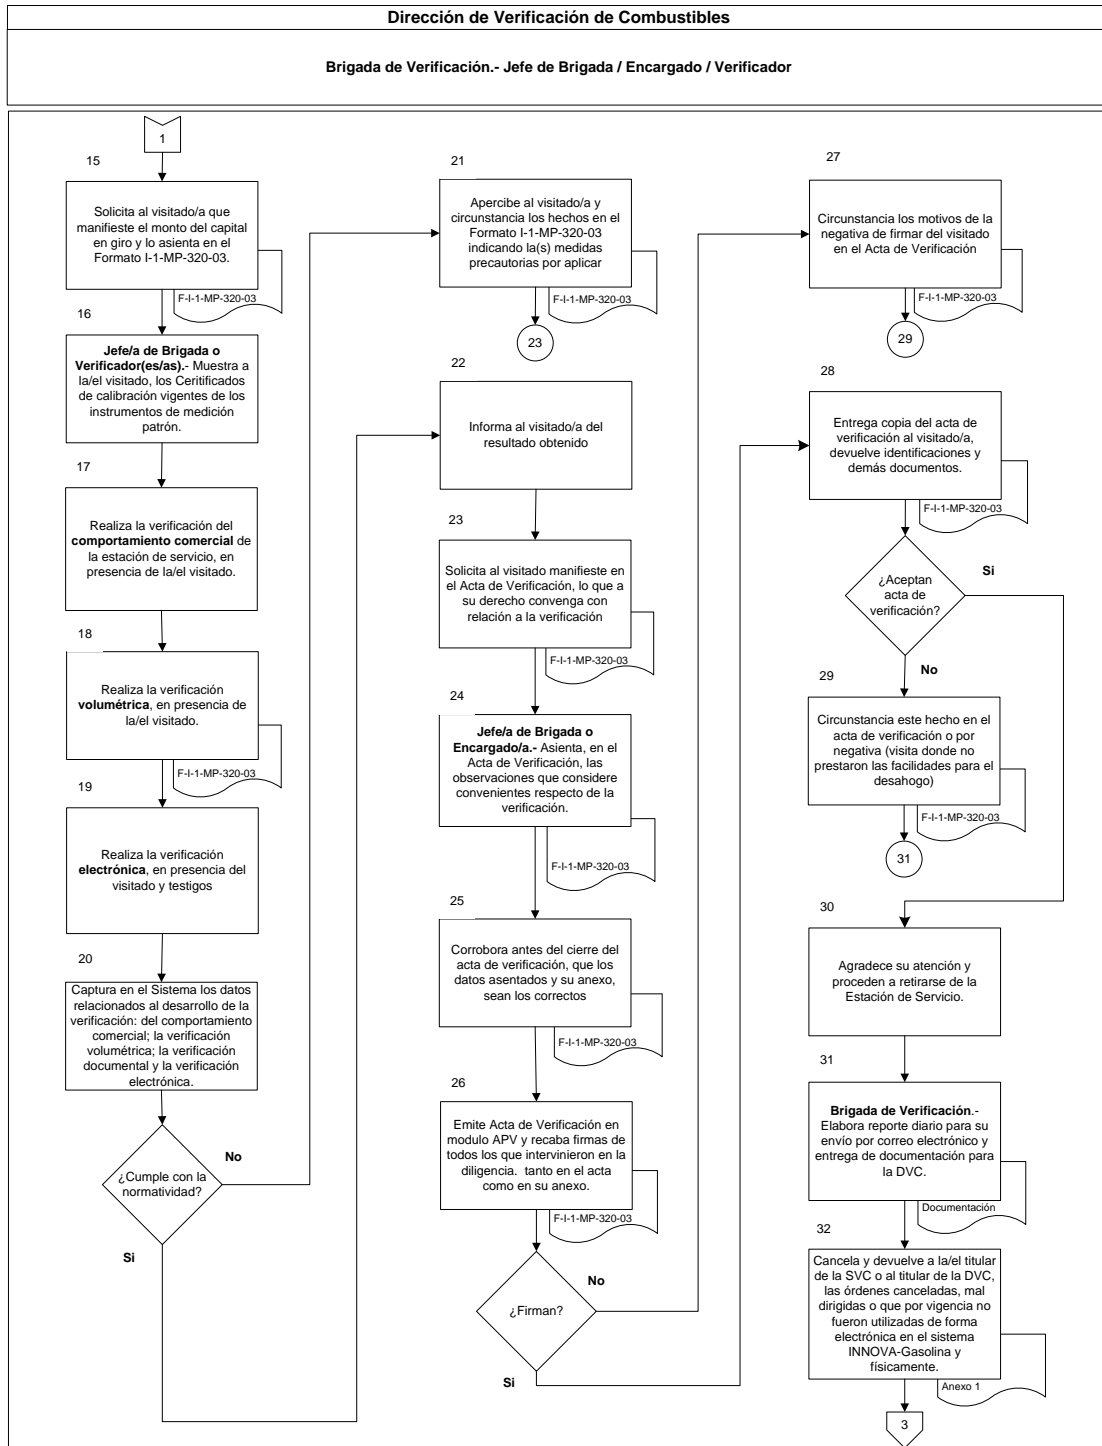 Dirección de Verificación de Combustibles
Brigada de Verificación.- Jefe de Brigada / Encargado / Verificador
1
15
Solicita al visitado/a que
manifieste el monto del capital
en giro y lo asienta en el
Formato I-1-MP-320-03.
F-I-1-MP-320-03
16
Jefe/a de Brigada o
Verificador(es/as).- Muestra a
la/el visitado, los Ceritificados
de calibración vigentes de los
instrumentos de medición
patrón.
17
Realiza la verificación del
comportamiento comercial de
la estación de servicio, en
presencia de la/el visitado.
18
Realiza la verificación
volumétrica, en presencia de
la/el visitado.
F-I-1-MP-320-03
19
Realiza la verificación
electrónica, en presencia del
visitado y testigos
20
Captura en el Sistema los datos
relacionados al desarrollo de la
verificación: del comportamiento
comercial; la verificación
volumétrica; la verificación
documental y la verificación
electrónica.
¿Cumple con la
normatividad?
No
Si
21
Apercibe al visitado/a y
circunstancia los hechos en el
Formato I-1-MP-320-03
indicando la(s) medidas
precautorias por aplicar
F-I-1-MP-320-03
23
22
Informa al visitado/a del
resultado obtenido
23
Solicita al visitado manifieste en
el Acta de Verificación, lo que a
su derecho convenga con
relación a la verificación
F-I-1-MP-320-03
24
Jefe/a de Brigada o
Encargado/a.- Asienta, en el
Acta de Verificación, las
observaciones que considere
convenientes respecto de la
verificación.
F-I-1-MP-320-03
25
Corrobora antes del cierre del
acta de verificación, que los
datos asentados y su anexo,
sean los correctos
F-I-1-MP-320-03
26
Emite Acta de Verificación en
modulo APV y recaba firmas de
todos los que intervinieron en la
diligencia. tanto en el acta
como en su anexo.
F-I-1-MP-320-03
¿Firman?
No
Si
27
Circunstancia los motivos de la
negativa de firmar del visitado
en el Acta de Verificación
F-I-1-MP-320-03
29
28
Entrega copia del acta de
verificación al visitado/a,
devuelve identificaciones y
demás documentos.
F-I-1-MP-320-03
¿Aceptan
acta de
verificación?
Si
No
29
Circunstancia este hecho en el
acta de verificación o por
negativa (visita donde no
prestaron las facilidades para el
desahogo)
F-I-1-MP-320-03
31
30
Agradece su atención y
proceden a retirarse de la
Estación de Servicio.
31
Brigada de Verificación.-
Elabora reporte diario para su
envío por correo electrónico y
entrega de documentación para
la DVC.
Documentación
32
Cancela y devuelve a la/el titular
de la SVC o al titular de la DVC,
las órdenes canceladas, mal
dirigidas o que por vigencia no
fueron utilizadas de forma
electrónica en el sistema
INNOVA-Gasolina y
físicamente.
Anexo 1
3